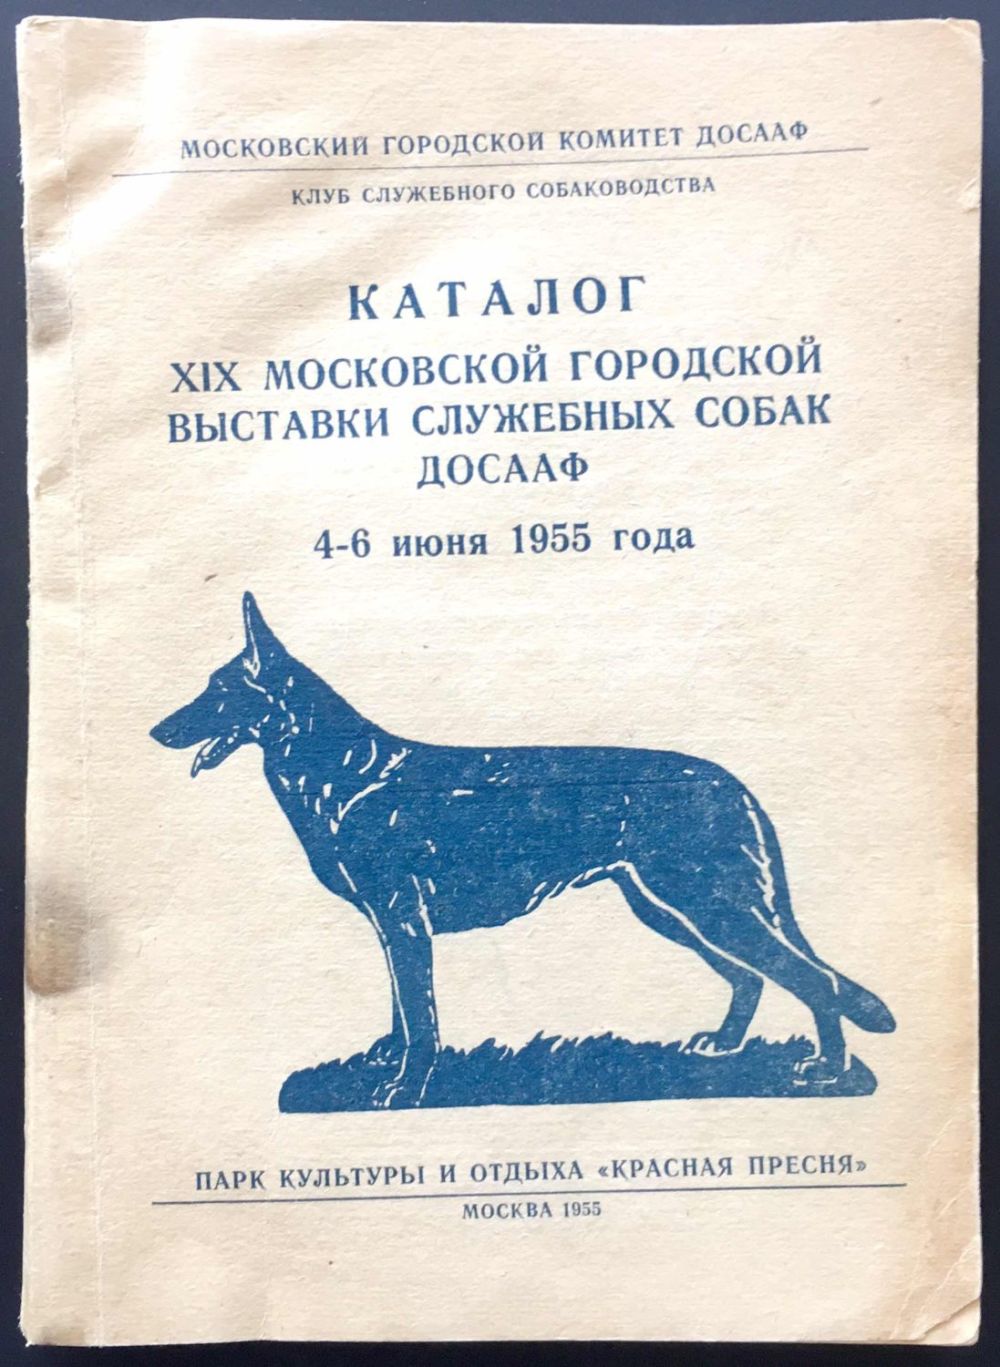 МОСКОВСКИЙ ГОРОДСКОЙ КОМИТЕТ ДОСААФ
КЛУБ СЛУЖЕБНОГО СОБАКОВОДСТВА
КАТАЛОГ
XIX МОСКОВСКОЙ ГОРОДСКОЙ
ВЫСТАВКИ СЛУЖЕБНЫХ СОБАК
ДОСААФ
4-6 июня 1955 года
ПАРК КУЛЬТУРЫ И ОТДЫХА «КРАСНАЯ ПРЕСНЯ»
МОСКВА 1955